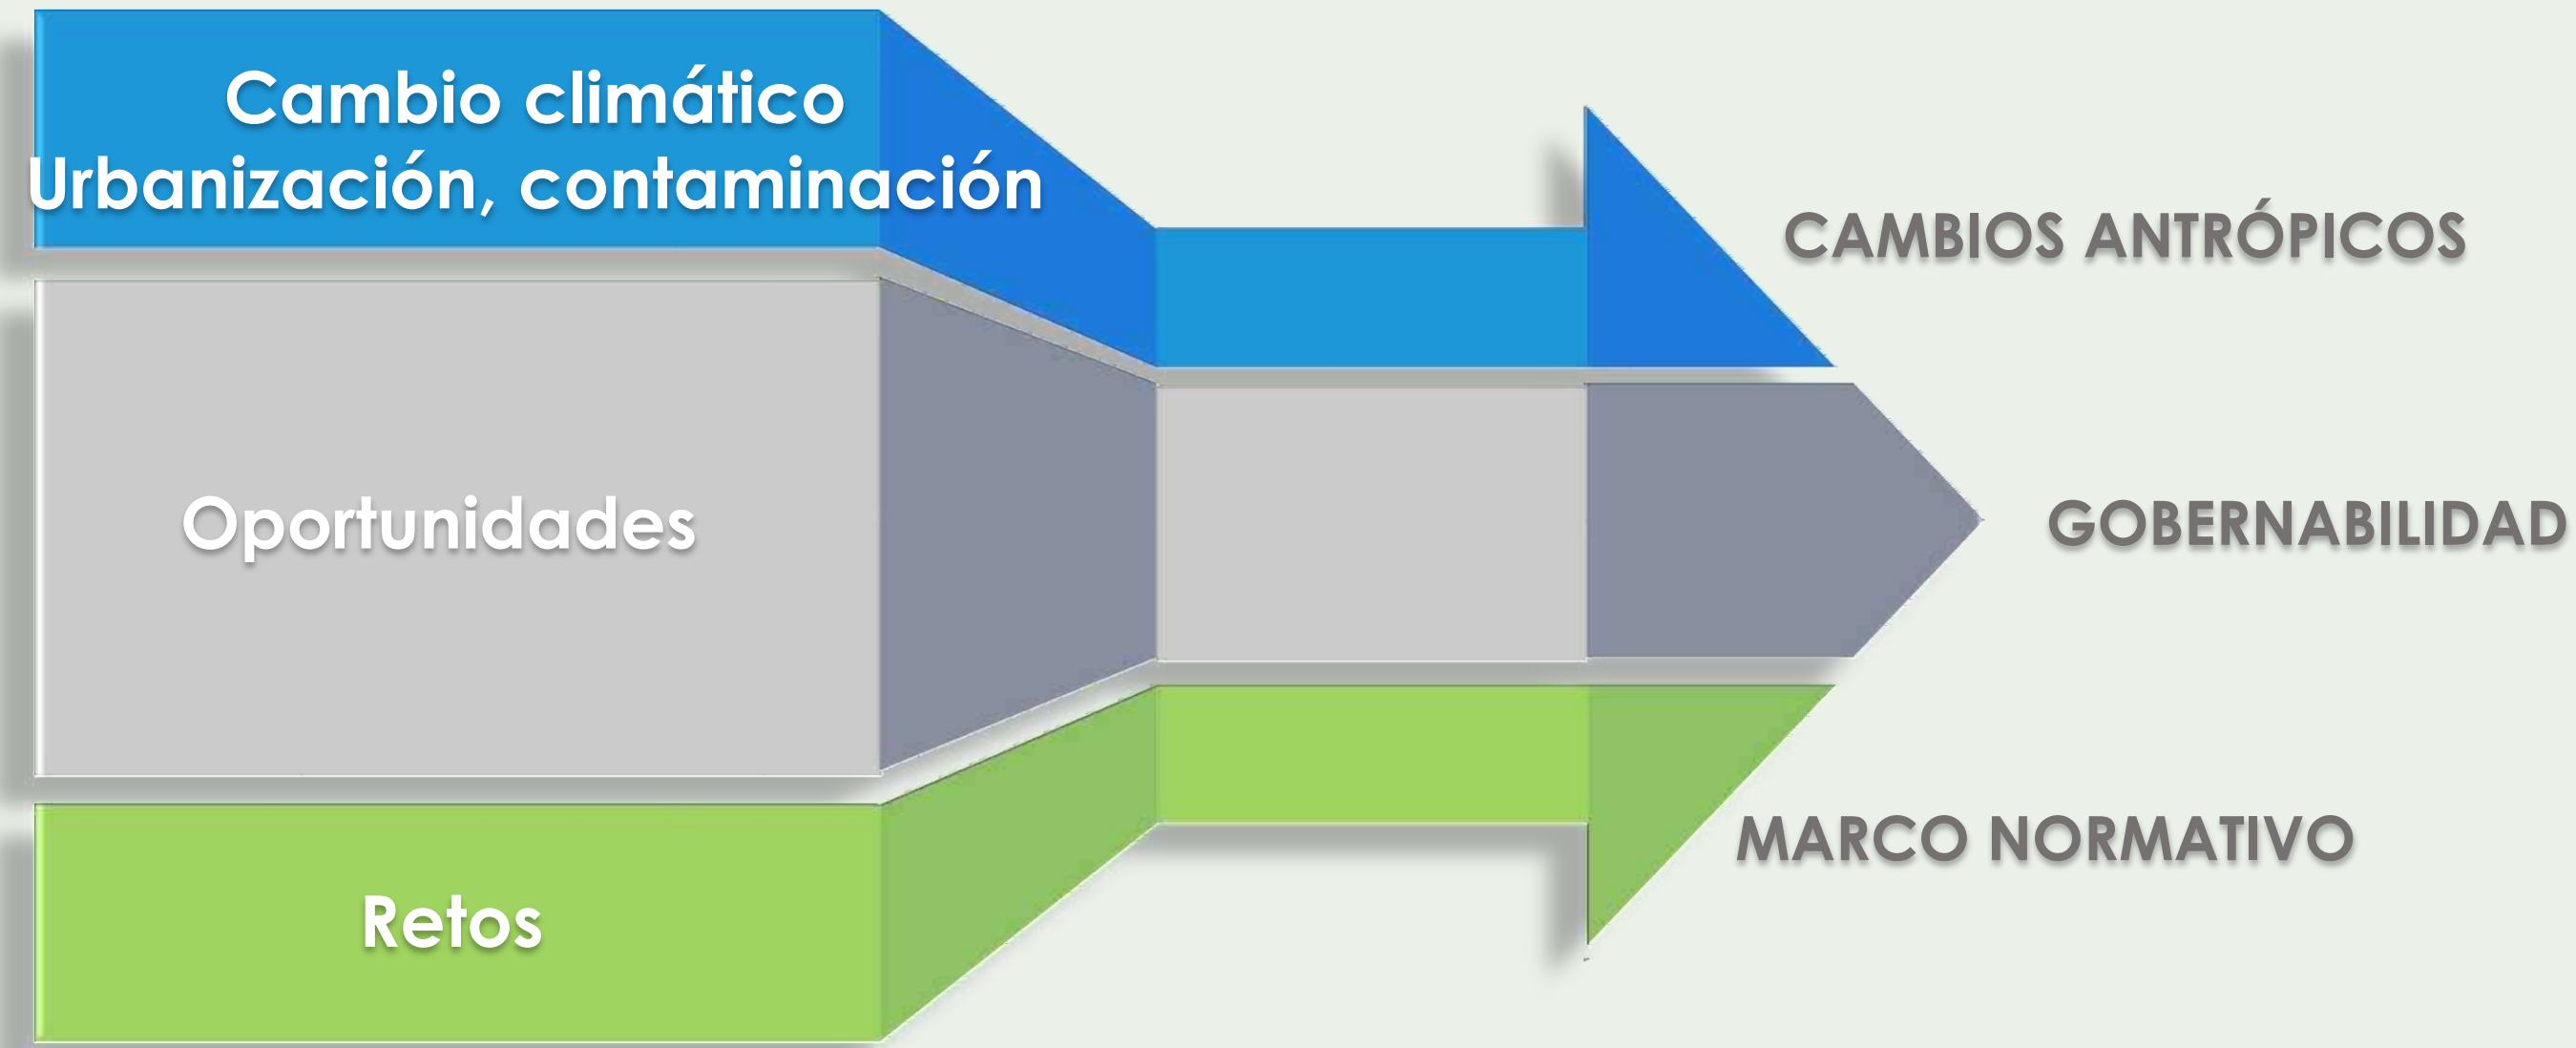 Cambio climático
Urbanización, contaminación
CAMBIOS ANTRÓPICOS
Oportunidades
GOBERNABILIDAD
MARCO NORMATIVO
Retos